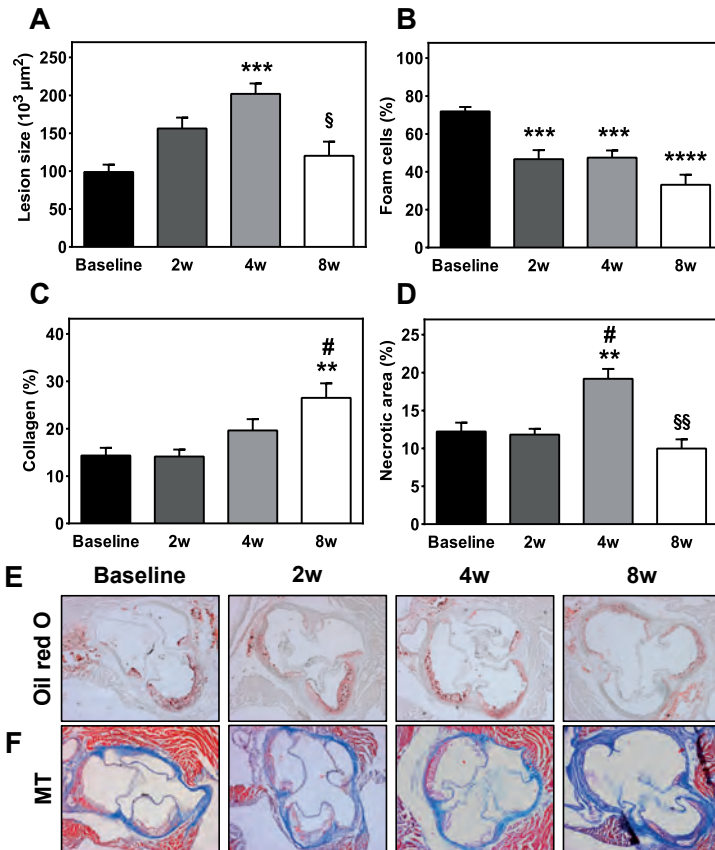 A
Lesion size (10³ µm²)
250
200
150
100
50
0
***
§
Baseline 2w 4w 8w
B
Foam cells (%)
100
80
60
40
20
0
***
***
****
Baseline 2w 4w 8w
C
Collagen (%)
40
30
20
10
0
#
**
Baseline 2w 4w 8w
D
Necrotic area (%)
25
20
15
10
5
0
#
**
§§
Baseline 2w 4w 8w
E
Baseline 2w 4w 8w
Oil red O
F
MT